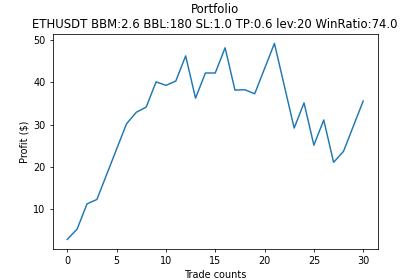 Portfolio
ETHUSDT BBM:2.6 BBL:180 SL:1.0 TP:0.6 lev:20 WinRatio:74.0
50
40
30
20
10
Profit ($)
0 5 10 15 20 25 30
Trade counts